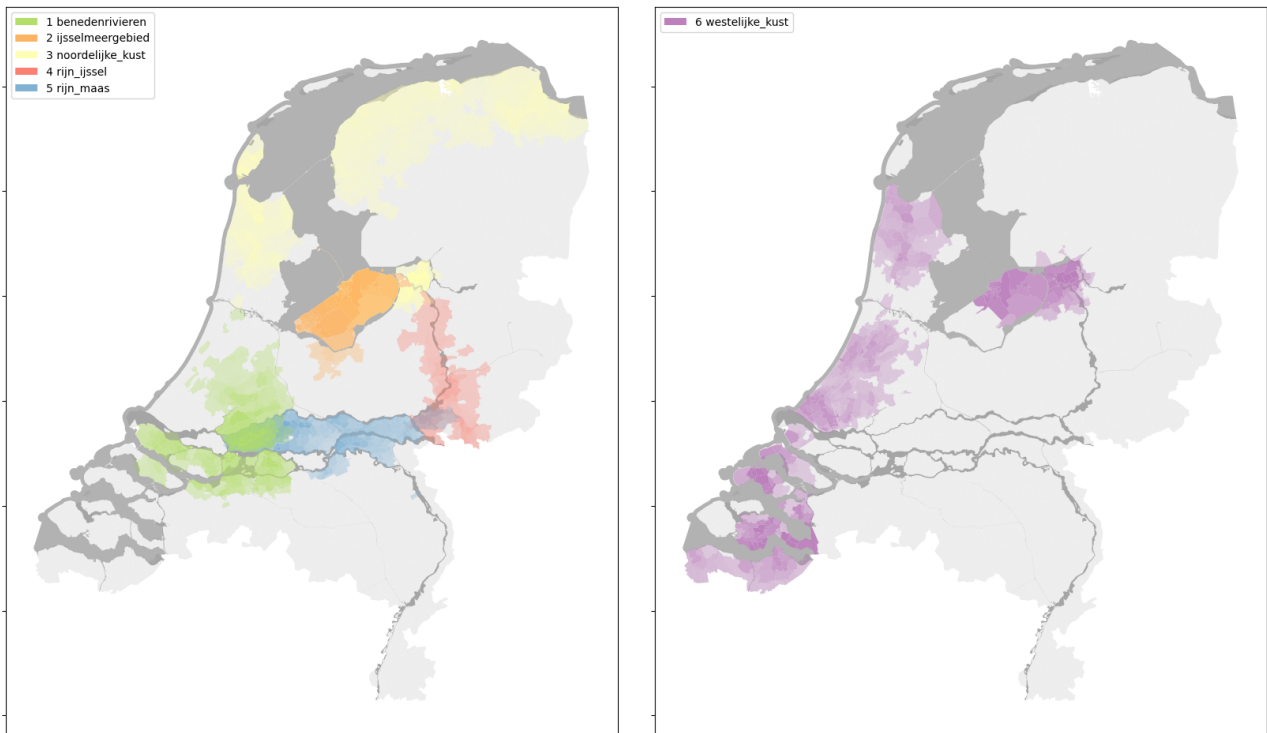 1 benedenrivieren
2 ijsselmeergebied
3 noordelijke_kust
4 rijn_ijssel
5 rijn_maas
6 westelijke_kust